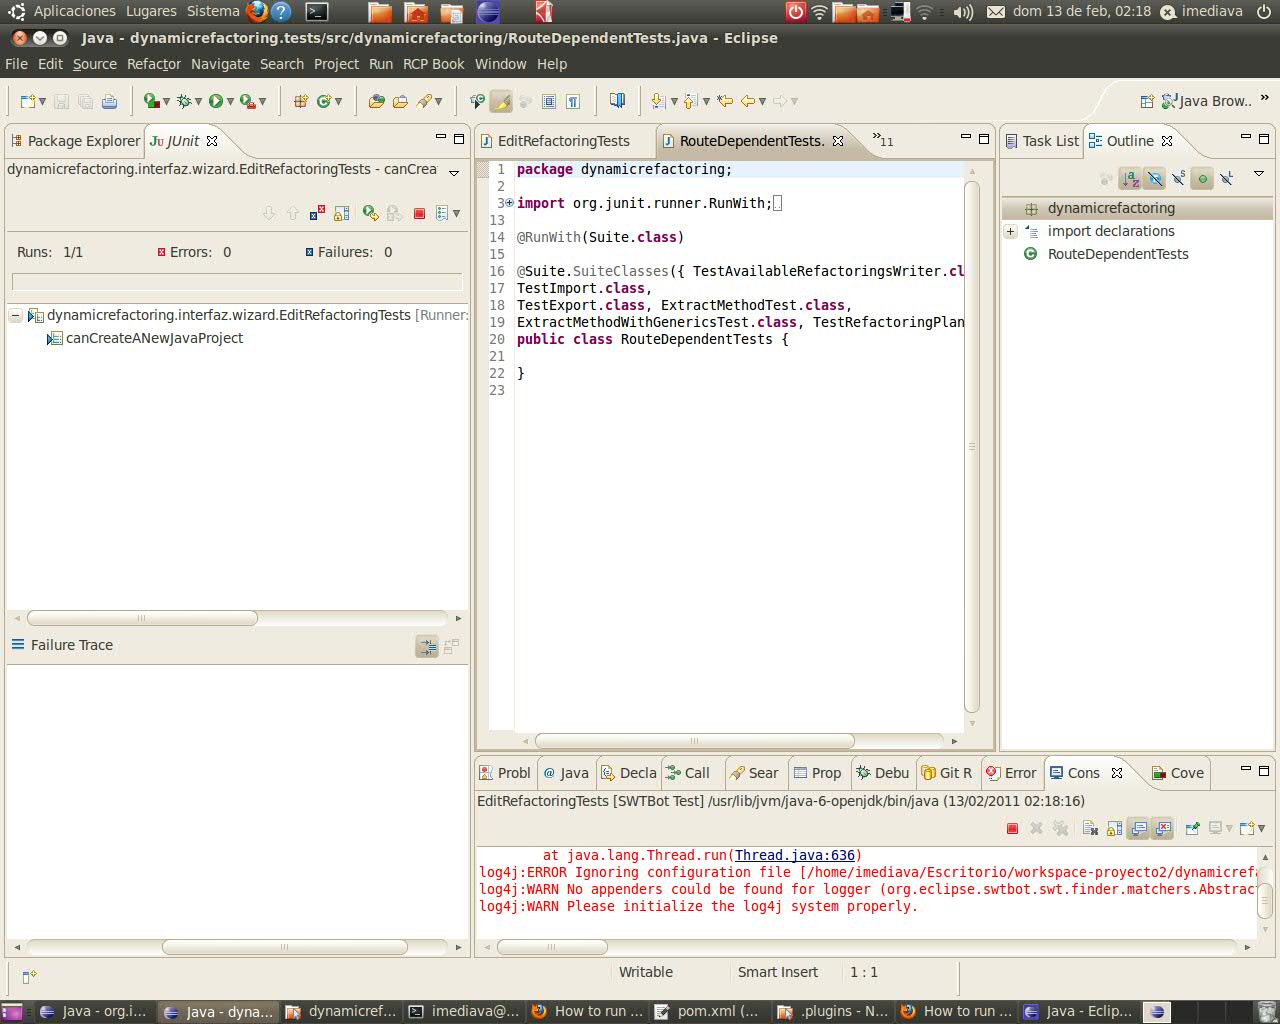 Aplicaciones Lugares Sistema dom 13 de feb, 02:18 imediava
Java - dynamicrefactoring.tests/src/dynamicrefactoring/RouteDependentTests.java - Eclipse
File Edit Source Refactor Navigate Search Project Run RCP Book Window Help
Java Brow.. »
Package Explorer JUnit
dynamicrefactoring.interfaz.wizard.EditRefactoringTests - canCrea
Runs: 1/1 Errors: 0 Failures: 0
dynamicrefactoring.interfaz.wizard.EditRefactoringTests [Runner:
canCreateANewJavaProject
Failure Trace
EditRefactoringTests RouteDependentTests. »11
1 package dynamicrefactoring;
2
3 import org.junit.runner.RunWith;
13
14 @RunWith(Suite.class)
15
16 @Suite.SuiteClasses({ TestAvailableRefactoringsWriter.cl
17 TestImport.class,
18 TestExport.class, ExtractMethodTest.class,
19 ExtractMethodWithGenericsTest.class, TestRefactoringPlan
20 public class RouteDependentTests {
21
22 }
23
Task List Outline
dynamicrefactoring
import declarations
RouteDependentTests
Probl @ Java Decla Call Sear Prop Debu Git R Error Cons Cove
EditRefactoringTests [SWTBot Test] /usr/lib/jvm/java-6-openjdk/bin/java (13/02/2011 02:18:16)
at java.lang.Thread.run(Thread.java:636)
log4j:ERROR Ignoring configuration file [/home/imediava/Escritorio/workspace-proyecto2/dynamicrefa
log4j:WARN No appenders could be found for logger (org.eclipse.swtbot.swt.finder.matchers.Abstrac
log4j:WARN Please initialize the log4j system properly.
Writable Smart Insert 1 : 1
Java - org.i... Java - dyna... dynamicref... imediava@... How to run ... pom.xml (... .plugins - N... How to run ... Java - Eclip...